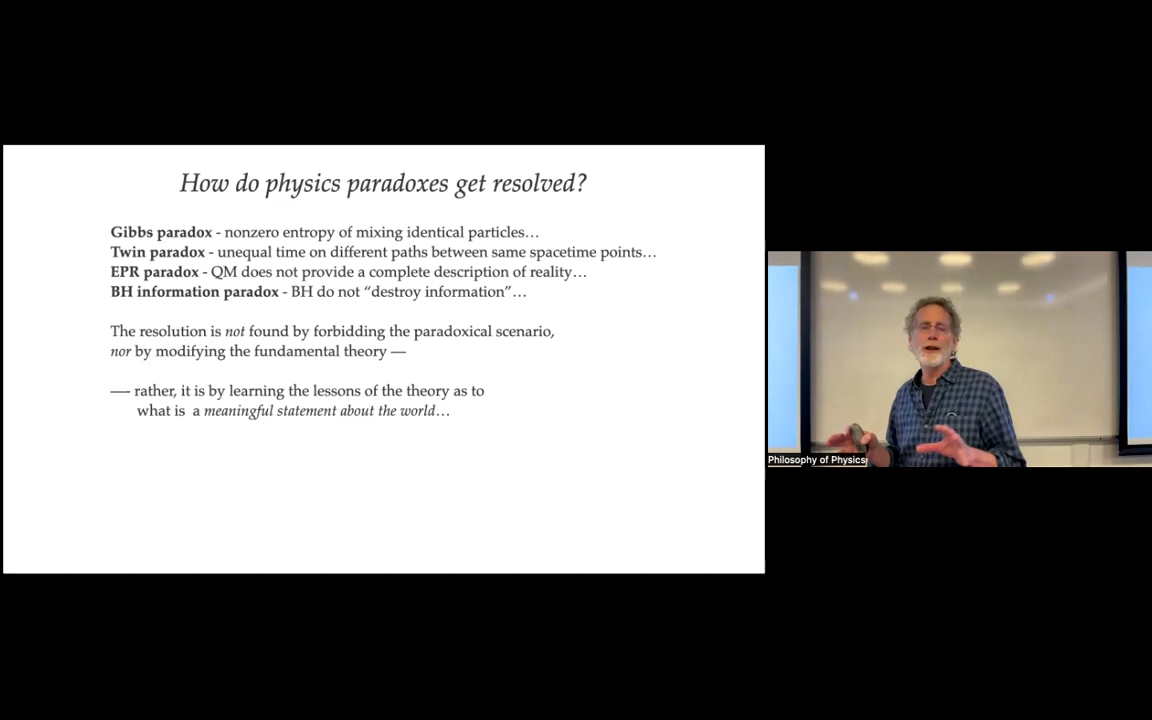 How do physics paradoxes get resolved?
Gibbs paradox - nonzero entropy of mixing identical particles…
Twin paradox - unequal time on different paths between same spacetime points…
EPR paradox - QM does not provide a complete description of reality…
BH information paradox - BH do not “destroy information”…
The resolution is not found by forbidding the paradoxical scenario,
nor by modifying the fundamental theory —
—- rather, it is by learning the lessons of the theory as to
what is a meaningful statement about the world…
Philosophy of Physics